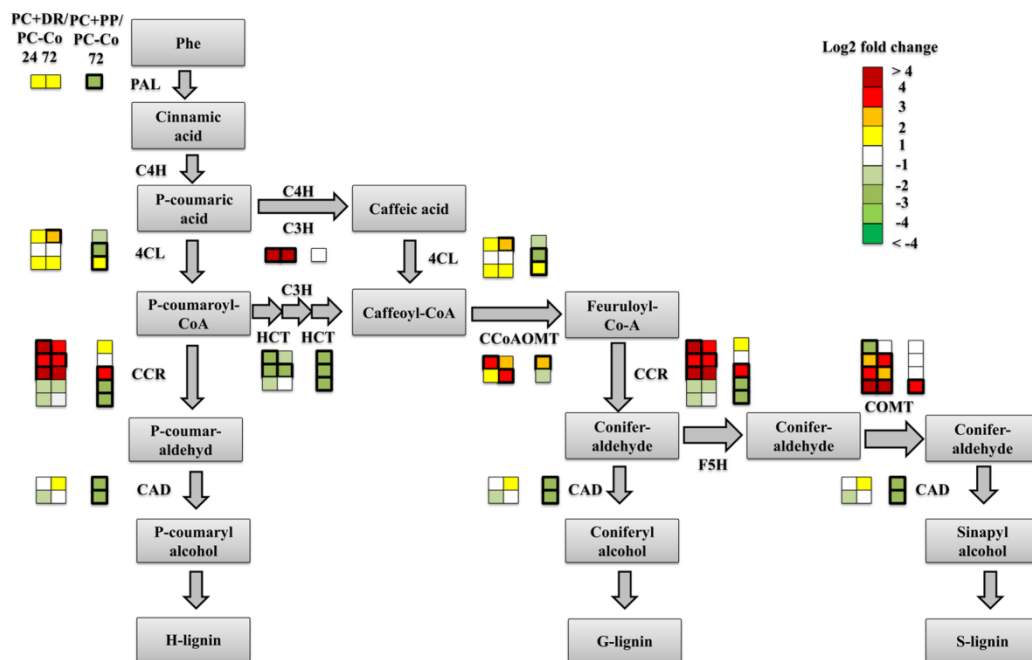 PC+DR/ PC+PP/
PC-Co PC-Co
24 72 72
Phe
PAL
Cinnamic
acid
C4H
P-coumaric
acid
C4H
C3H
Caffeic acid
4CL
4CL
P-coumaroyl-
CoA
C3H
HCT HCT
Caffeoyl-CoA
CCoAOMT
Feuruloyl-
Co-A
CCR
CCR
COMT
P-coumar-
aldehyd
Conifer-
aldehyde
F5H
Conifer-
aldehyde
Conifer-
aldehyde
CAD
CAD
CAD
P-coumaryl
alcohol
Coniferyl
alcohol
Sinapyl
alcohol
H-lignin
G-lignin
S-lignin
Log2 fold change
> 4
4
3
2
1
-1
-2
-3
-4
< -4